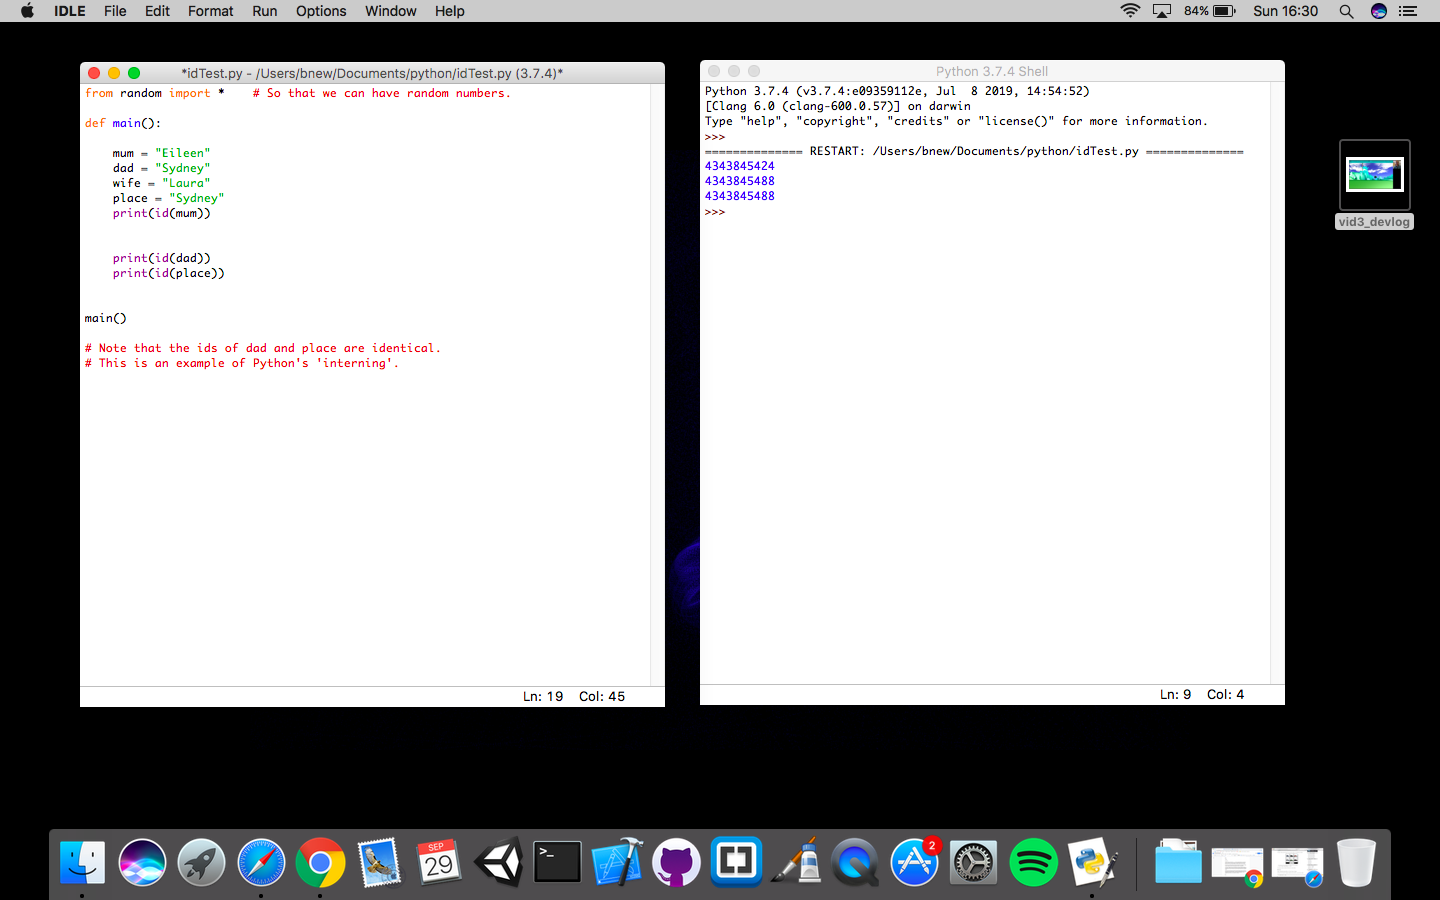 IDLE File Edit Format Run Options Window Help 84% Sun 16:30
*idTest.py - /Users/bnew/Documents/python/idTest.py (3.7.4)*
from random import *    # So that we can have random numbers.
def main():
    mum = "Eileen"
    dad = "Sydney"
    wife = "Laura"
    place = "Sydney"
    print(id(mum))
    print(id(dad))
    print(id(place))
main()
# Note that the ids of dad and place are identical.
# This is an example of Python's 'interning'.
Ln: 19 Col: 45
Python 3.7.4 Shell
Python 3.7.4 (v3.7.4:e09359112e, Jul  8 2019, 14:54:52)
[Clang 6.0 (clang-600.0.57)] on darwin
Type "help", "copyright", "credits" or "license()" for more information.
>>>
============== RESTART: /Users/bnew/Documents/python/idTest.py ==============
4343845424
4343845488
4343845488
>>>
Ln: 9 Col: 4
vid3_devlog
SEP
29
>_
2